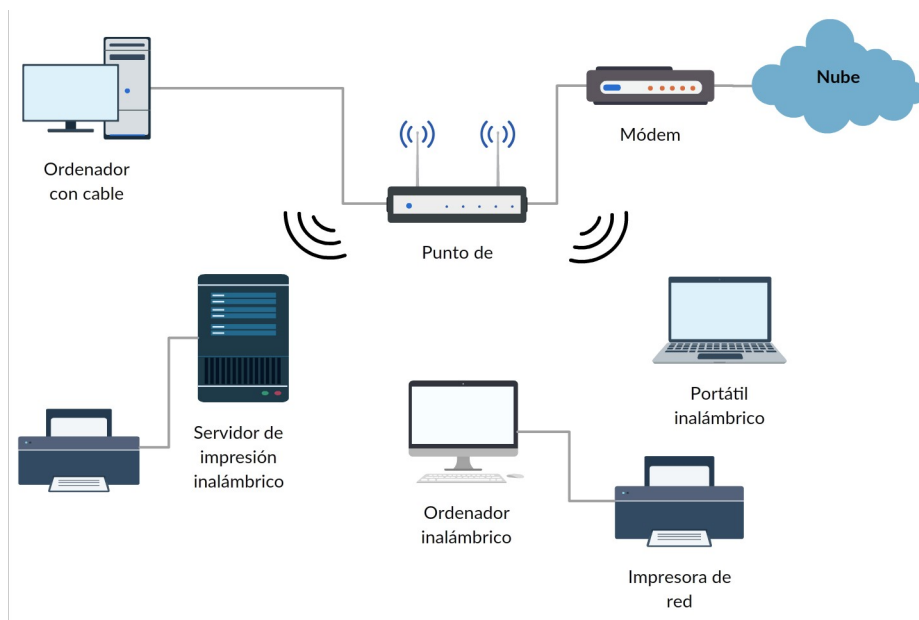 Nube
Módem
Ordenador
con cable
Punto de
Portátil
inalámbrico
Servidor de
impresión
inalámbrico
Ordenador
inalámbrico
Impresora de
red